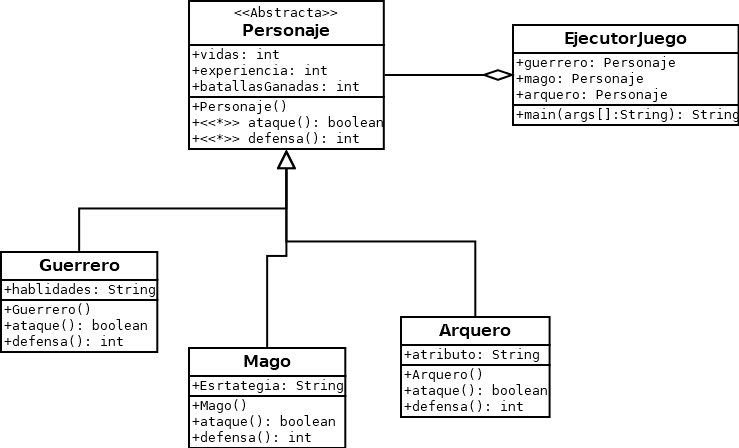 <<Abstracta>>
Personaje
+vidas: int
+experiencia: int
+batallasGanadas: int
+Personaje()
+<<*>> ataque(): boolean
+<<*>> defensa(): int
EjecutorJuego
+guerrero: Personaje
+mago: Personaje
+arquero: Personaje
+main(args[]:String): String
Guerrero
+hablidades: String
+Guerrero()
+ataque(): boolean
+defensa(): int
Mago
+Esrtategia: String
+Mago()
+ataque(): boolean
+defensa(): int
Arquero
+atributo: String
+Arquero()
+ataque(): boolean
+defensa(): int